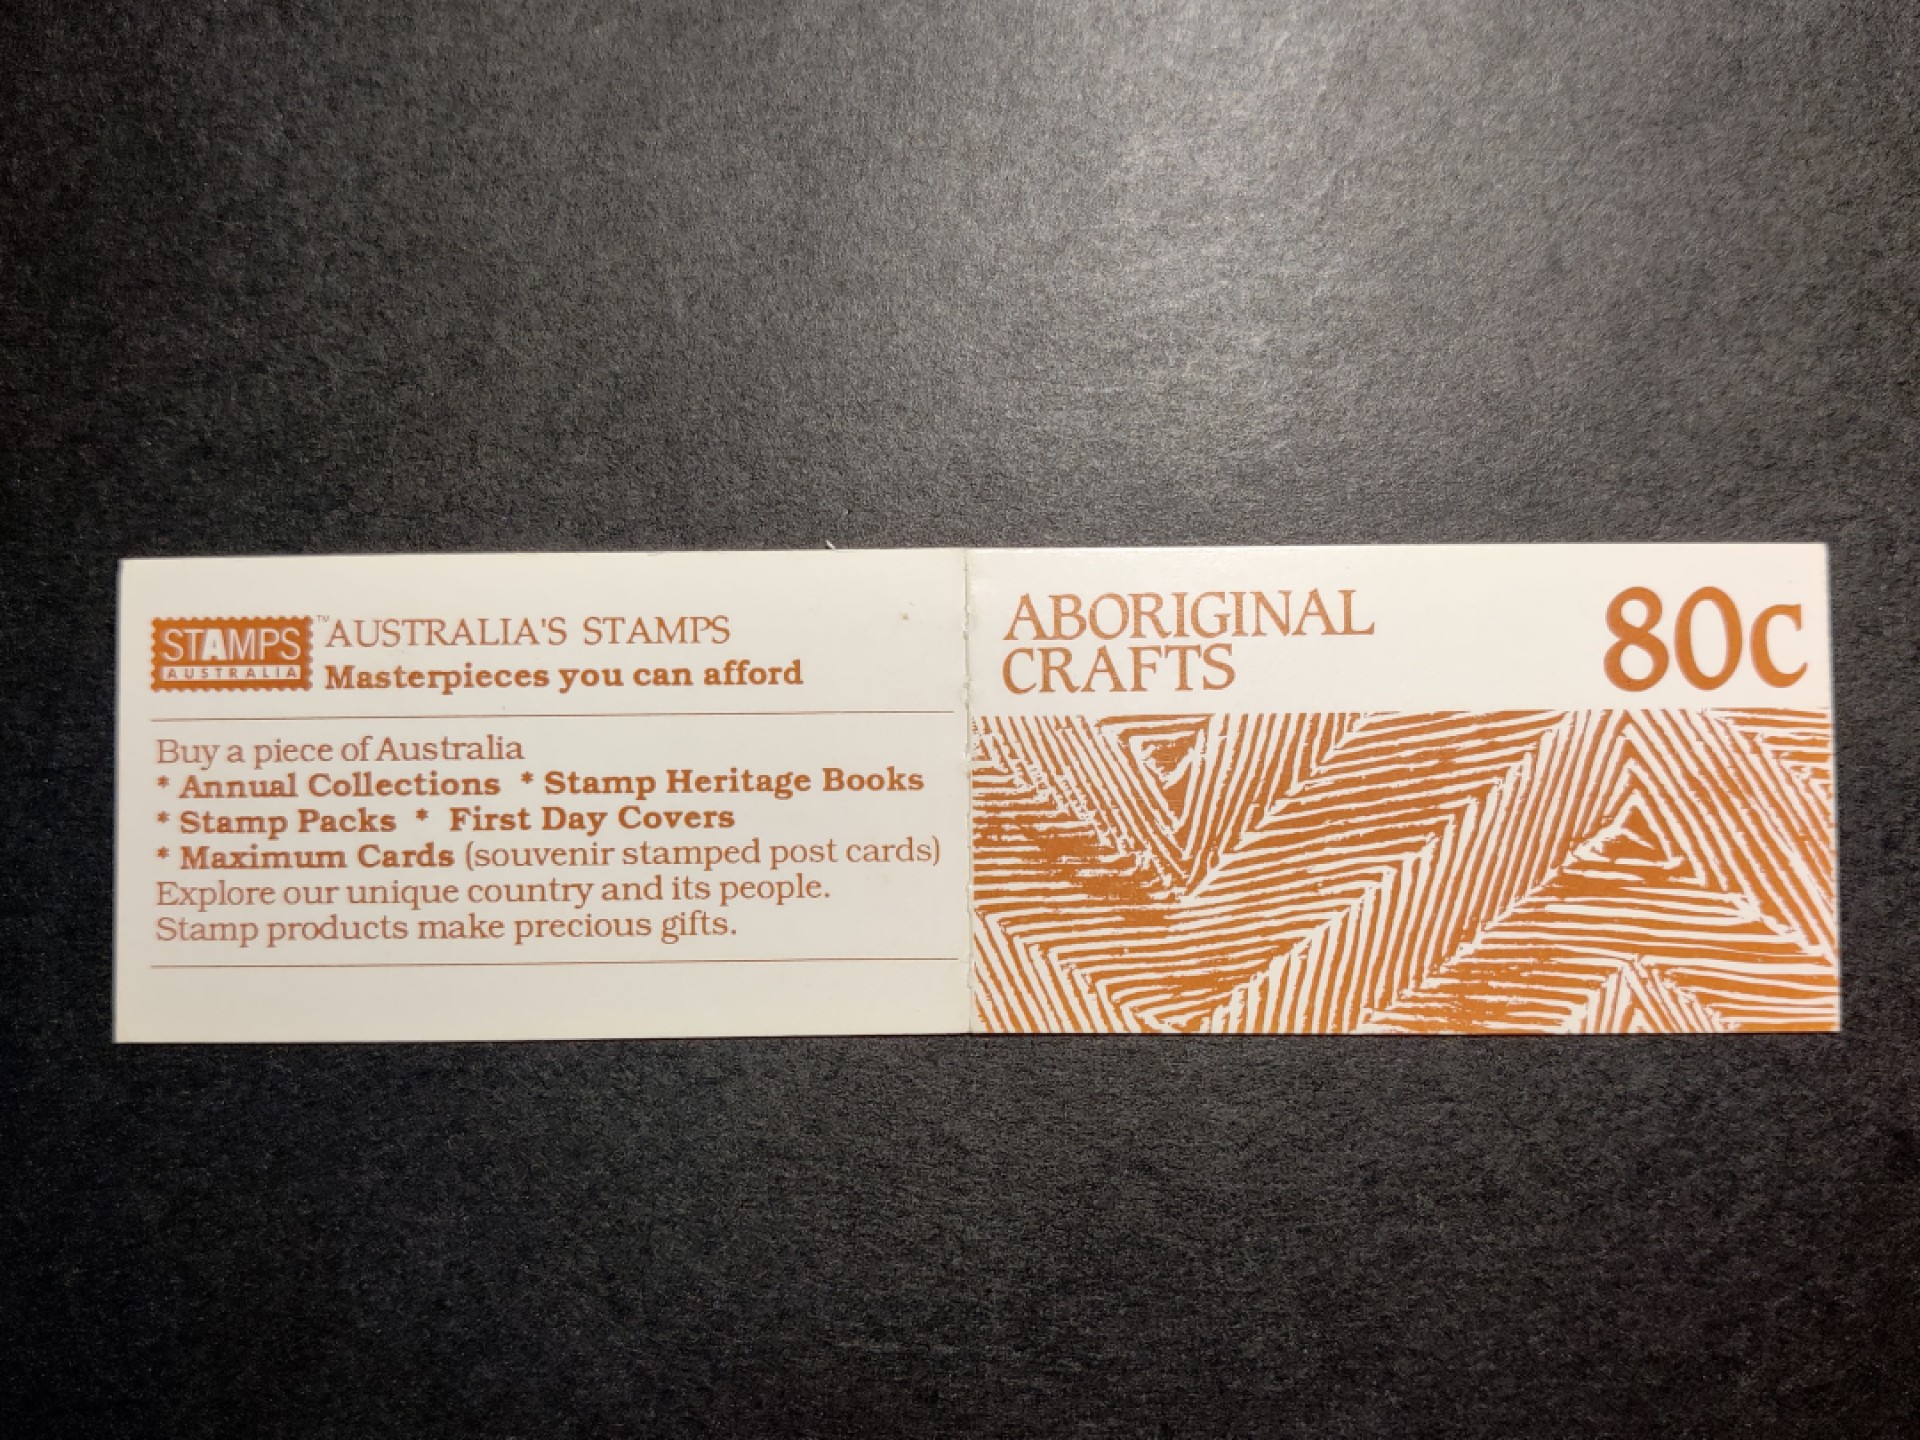 STAMPS
AUSTRALIA
™
AUSTRALIA'S STAMPS
Masterpieces you can afford
Buy a piece of Australia
* Annual Collections * Stamp Heritage Books
* Stamp Packs * First Day Covers
* Maximum Cards (souvenir stamped post cards)
Explore our unique country and its people.
Stamp products make precious gifts.
ABORIGINAL
CRAFTS
80c